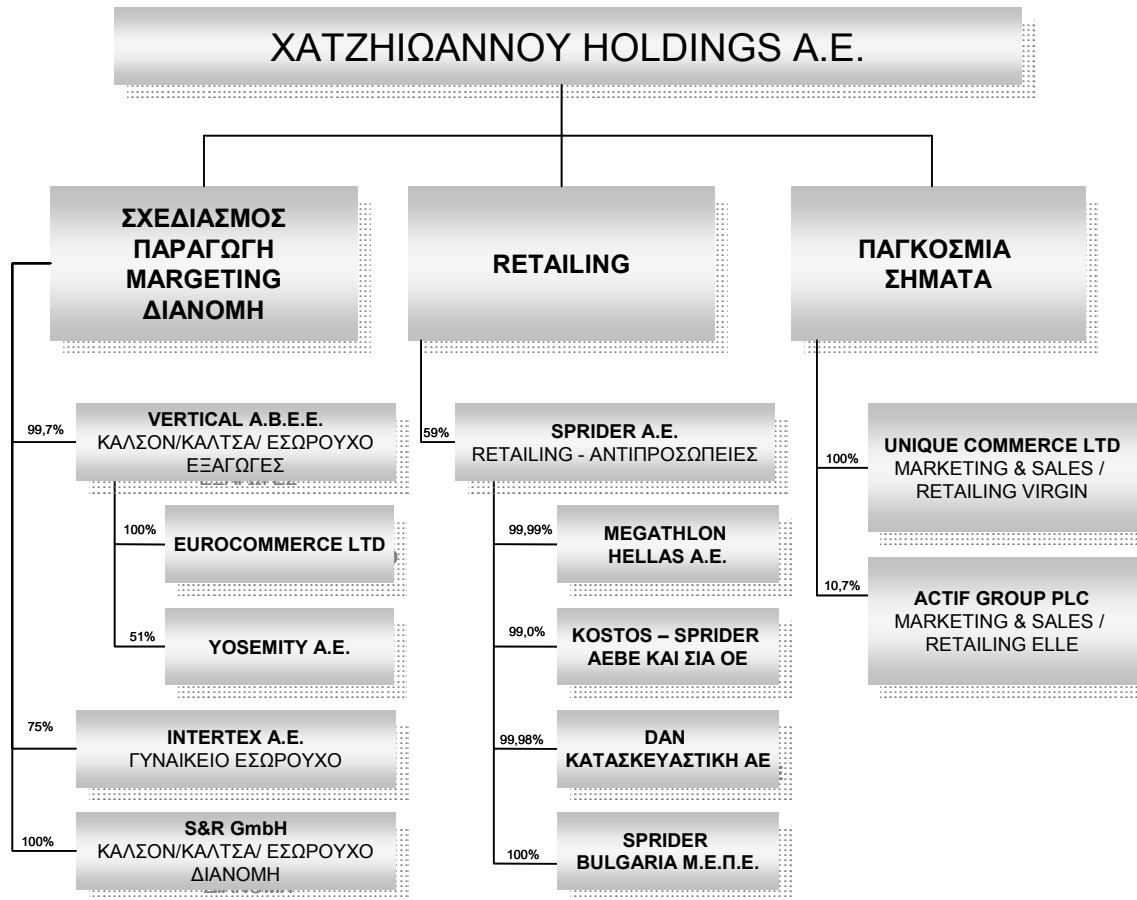 ΧΑΤΖΗΙΩΑΝΝΟΥ HOLDINGS Α.Ε.
ΣΧΕΔΙΑΣΜΟΣ
ΠΑΡΑΓΩΓΗ
MARGETING
ΔΙΑΝΟΜΗ
99,7%
VERTICAL Α.Β.Ε.Ε.
ΚΑΛΣΟΝ/ΚΑΛΤΣΑ/ ΕΣΩΡΟΥΧΟ
ΕΞΑΓΩΓΕΣ
100%
EUROCOMMERCE LTD
51%
YOSEMITY Α.Ε.
75%
INTERTEX Α.Ε.
ΓΥΝΑΙΚΕΙΟ ΕΣΩΡΟΥΧΟ
100%
S&R GmbH
ΚΑΛΣΟΝ/ΚΑΛΤΣΑ/ ΕΣΩΡΟΥΧΟ
ΔΙΑΝΟΜΗ
RETAILING
59%
SPRIDER Α.Ε.
RETAILING - ΑΝΤΙΠΡΟΣΩΠΕΙΕΣ
99,99%
MEGATHLON
HELLAS Α.Ε.
99,0%
KOSTOS – SPRIDER
ΑΕΒΕ ΚΑΙ ΣΙΑ ΟΕ
99,98%
DAN
ΚΑΤΑΣΚΕΥΑΣΤΙΚΗ ΑΕ
100%
SPRIDER
BULGARIA Μ.Ε.Π.Ε.
ΠΑΓΚΟΣΜΙΑ
ΣΗΜΑΤΑ
100%
UNIQUE COMMERCE LTD
MARKETING & SALES /
RETAILING VIRGIN
10,7%
ACTIF GROUP PLC
MARKETING & SALES /
RETAILING ELLE